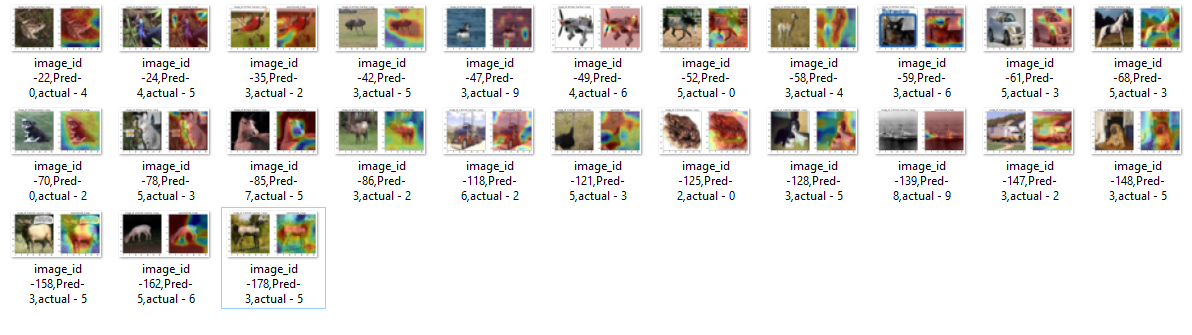 image_id image_id image_id image_id image_id image_id image_id image_id image_id image_id image_id
-22,Pred- -24,Pred- -35,Pred- -42,Pred- -47,Pred- -49,Pred- -52,Pred- -58,Pred- -59,Pred- -61,Pred- -68,Pred-
0,actual - 4 4,actual - 5 3,actual - 2 3,actual - 5 3,actual - 9 4,actual - 6 5,actual - 0 3,actual - 4 3,actual - 6 5,actual - 3 5,actual - 3
image_id image_id image_id image_id image_id image_id image_id image_id image_id image_id image_id
-70,Pred- -78,Pred- -85,Pred- -86,Pred- -118,Pred- -121,Pred- -125,Pred- -128,Pred- -139,Pred- -147,Pred- -148,Pred-
0,actual - 2 5,actual - 3 7,actual - 5 3,actual - 2 6,actual - 2 5,actual - 3 2,actual - 0 3,actual - 5 8,actual - 9 3,actual - 2 3,actual - 5
image_id image_id image_id
-158,Pred- -162,Pred- -178,Pred-
3,actual - 5 5,actual - 6 3,actual - 5